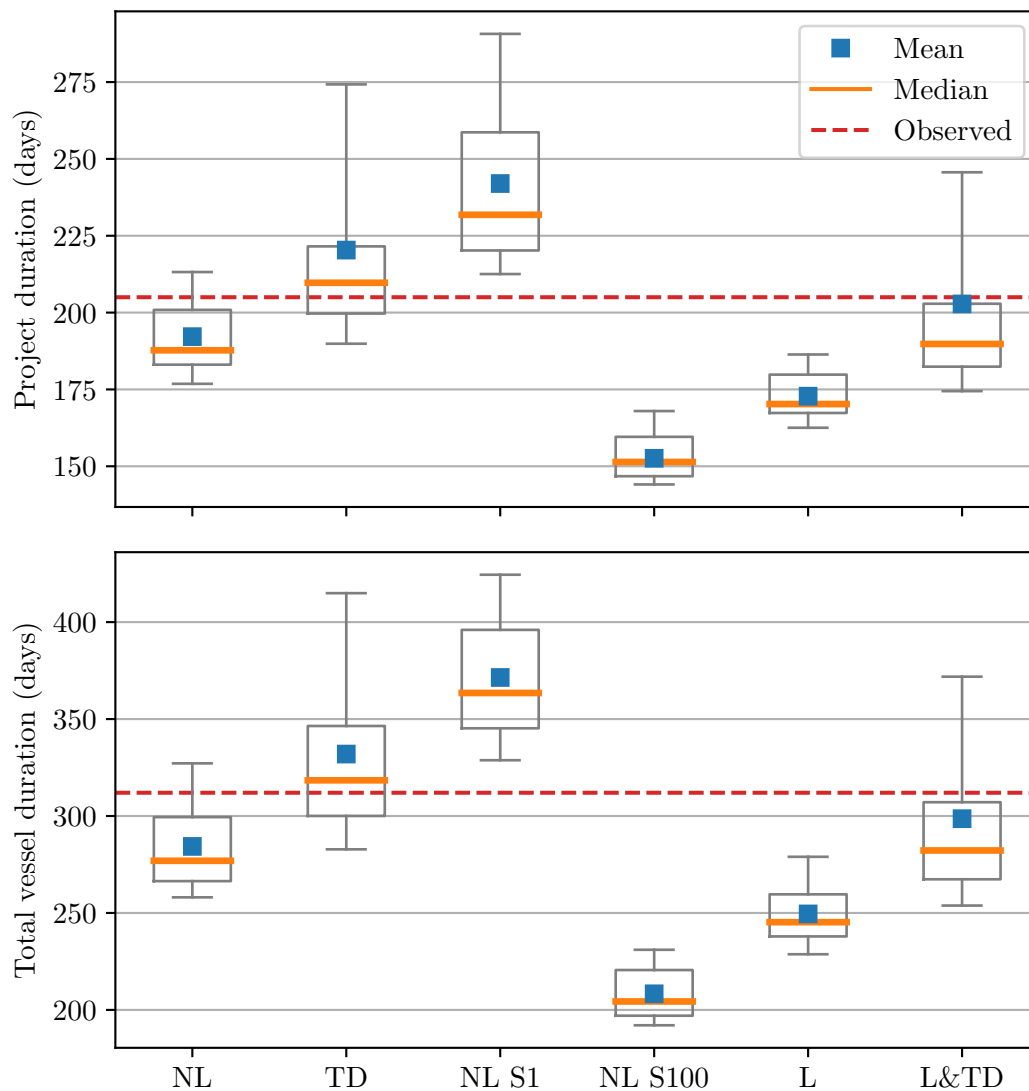 Project duration (days)
275
250
225
200
175
150
Mean
Median
Observed
Total vessel duration (days)
400
350
300
250
200
NL TD NL S1 NL S100 L L&TD